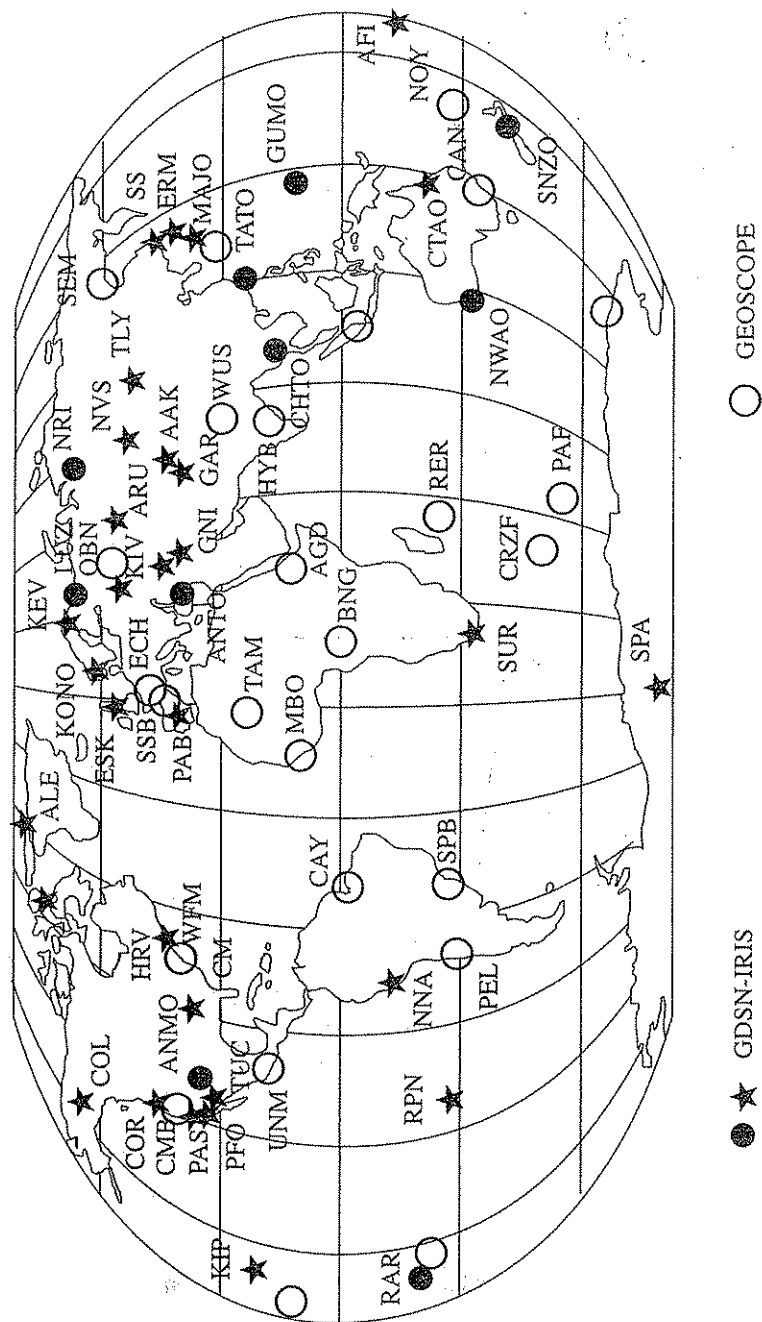 ALE
KEV
KONO
LUZ
NRI
SEM
COL
ESK
OBN
ARU
NVS
TLY
SS
ERM
MAJO
COR
HRV
ECH
KIV
AAK
CMB
WFM
SSB
PAB
GNI
GAR
WUS
PAS
ANMO
CM
ANTO
TATO
PFO
TUC
TAM
HYB
CHTO
GUMO
KIP
UNM
MBO
AGD
BNG
CAY
AFI
RAR
RPN
NNA
SPB
PEL
RER
CTAO
NOY
SUR
NWAO
CAN
SNZO
CRZF
PAF
SPA
GDSN-IRIS
GEOSCOPE